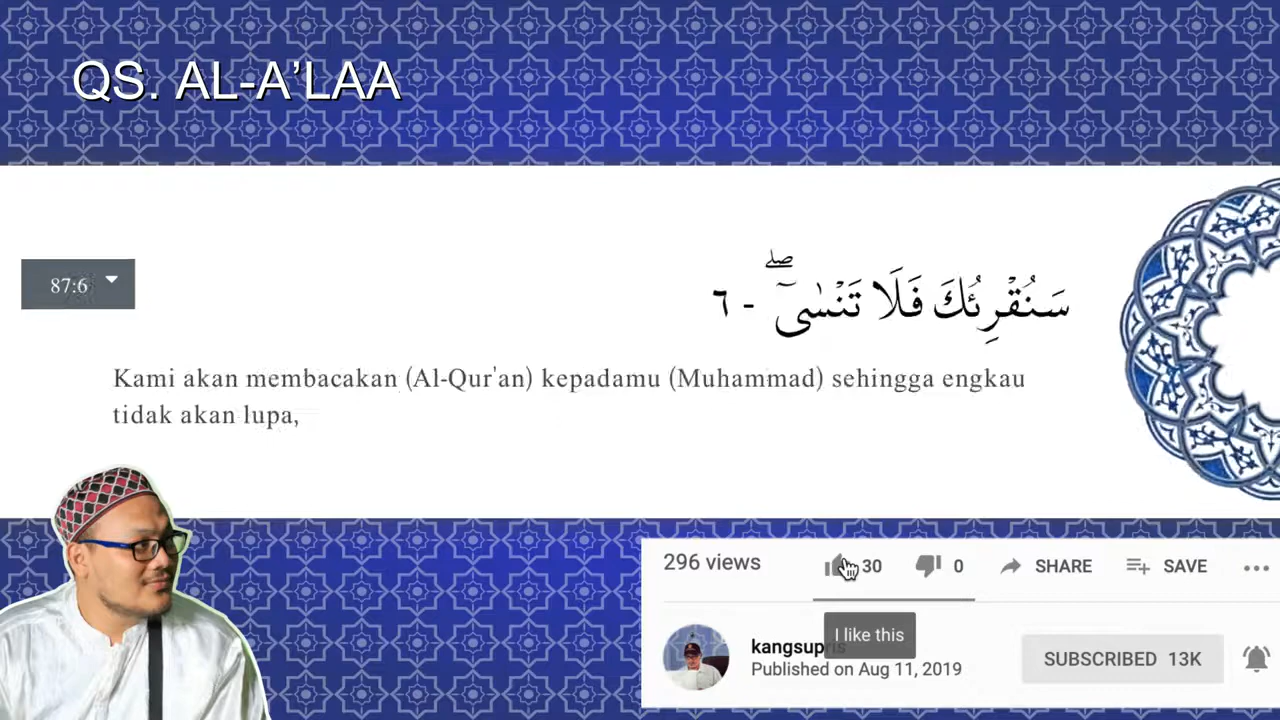 QS. AL-A’LAA
87:6
سَنُقْرِئُكَ فَلَا تَنْسٰىٓ ۖ - ٦
Kami akan membacakan (Al-Qur'an) kepadamu (Muhammad) sehingga engkau
tidak akan lupa,
296 views
30
0
SHARE
SAVE
I like this
kangsupris
Published on Aug 11, 2019
SUBSCRIBED 13K